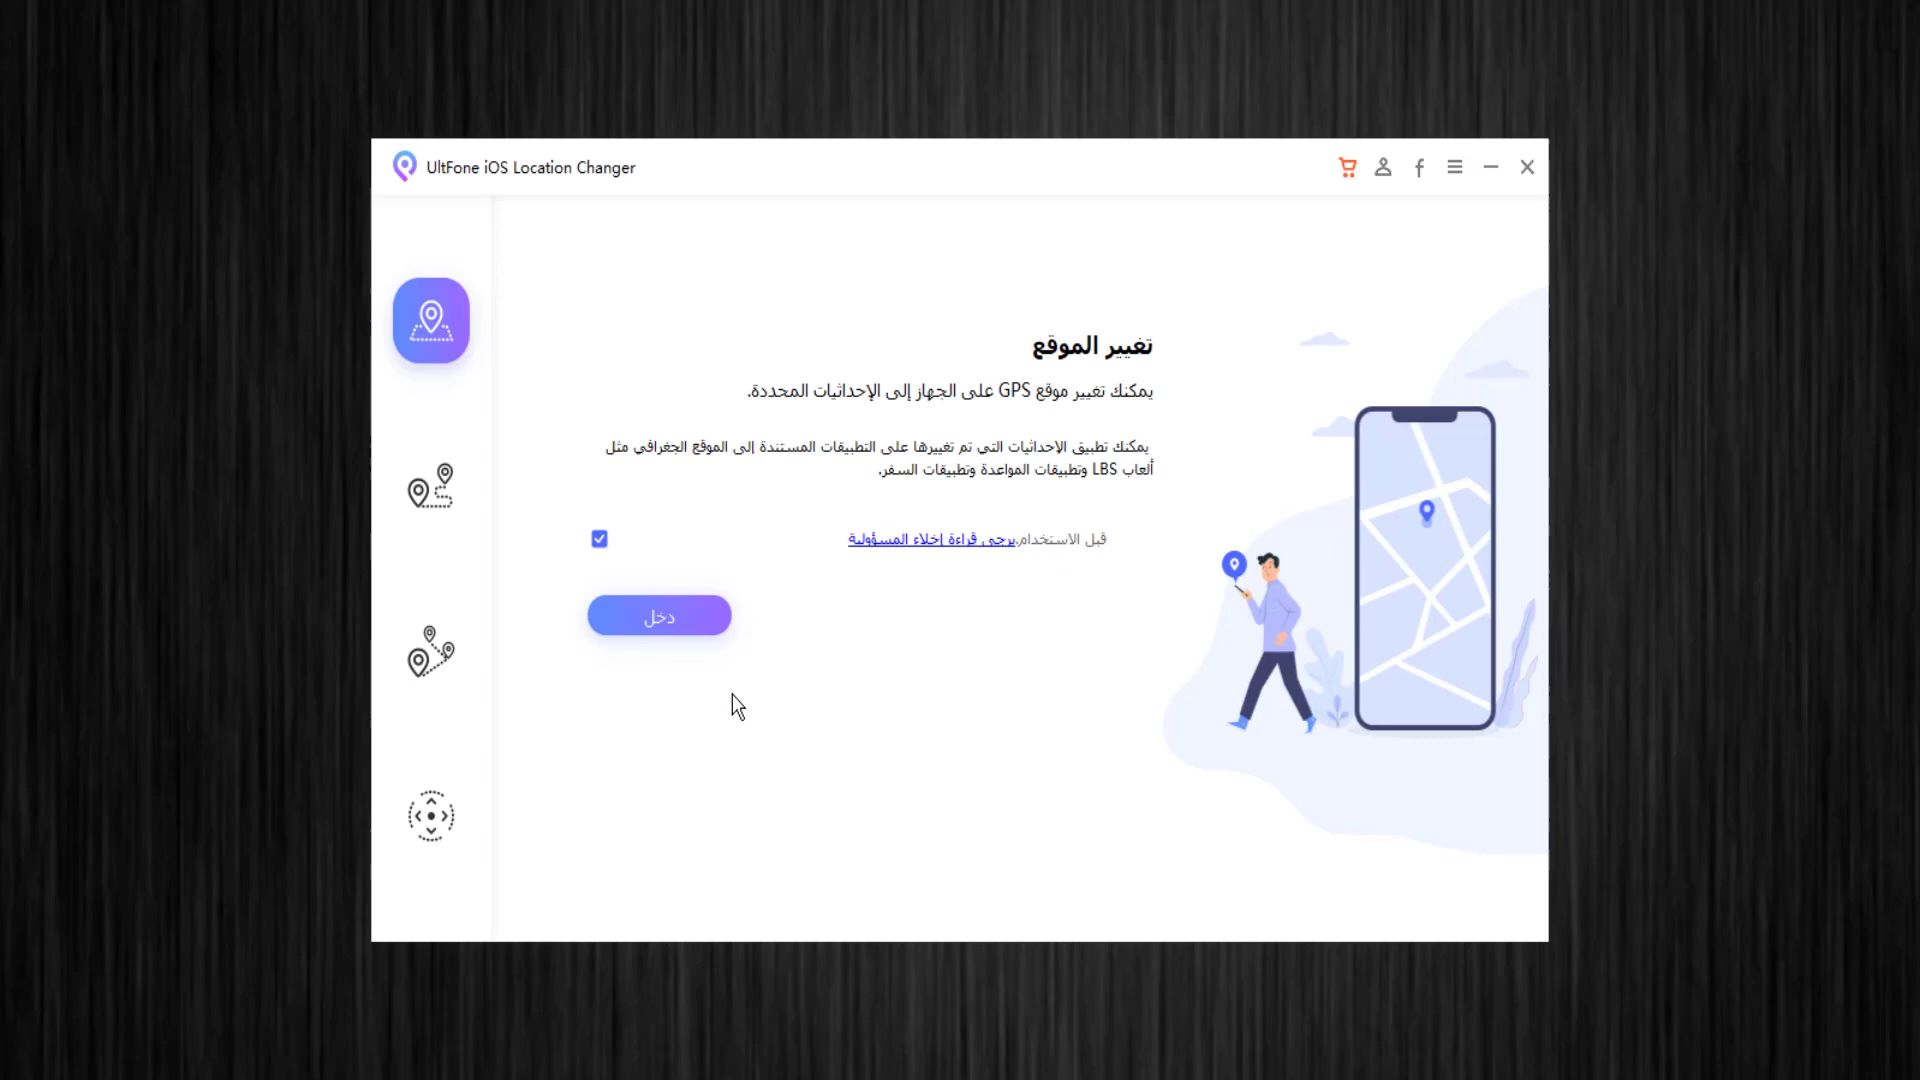 UltFone iOS Location Changer
تغيير الموقع
يمكنك تغيير موقع GPS على الجهاز إلى الإحداثيات المحددة.
يمكنك تطبيق الإحداثيات التي تم تغييرها على التطبيقات المستندة إلى الموقع الجغرافي مثل
ألعاب LBS وتطبيقات المواعدة وتطبيقات السفر.
قبل الاستخدام,يرجى قراءة إخلاء المسؤولية
دخل